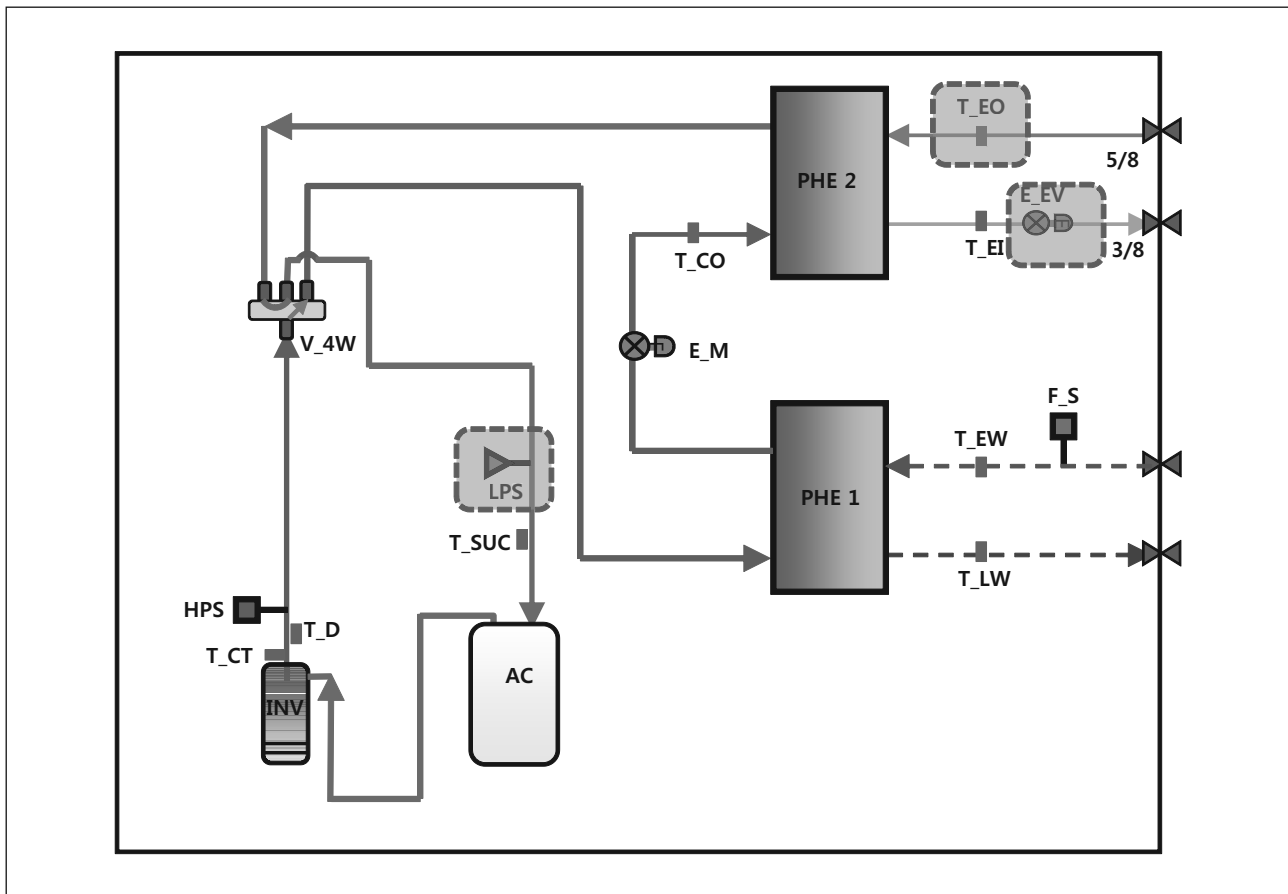 T_EO
PHE 2
5/8
E_EV
T_EI
3/8
T_CO
V_4W
E_M
F_S
T_EW
LPS
PHE 1
T_SUC
T_LW
HPS
T_D
T_CT
AC
INV